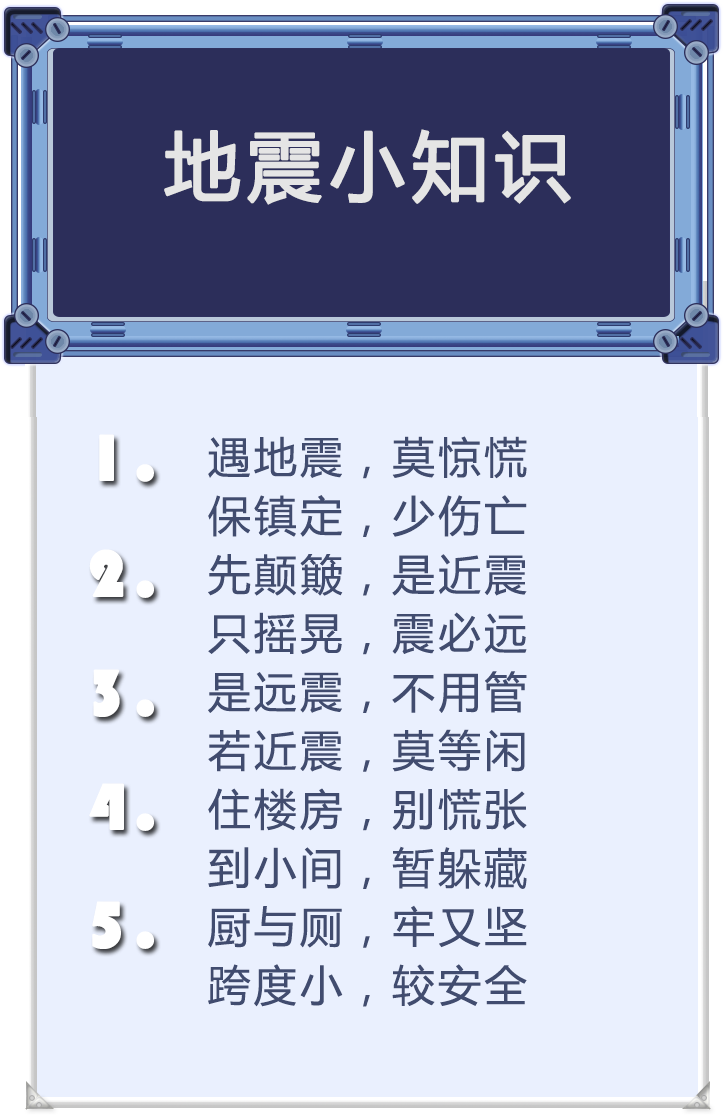 地震小知识
1. 遇地震，莫惊慌
保镇定，少伤亡
2. 先颠簸，是近震
只摇晃，震必远
3. 是远震，不用管
若近震，莫等闲
4. 住楼房，别慌张
到小间，暂躲藏
5. 厨与厕，牢又坚
跨度小，较安全